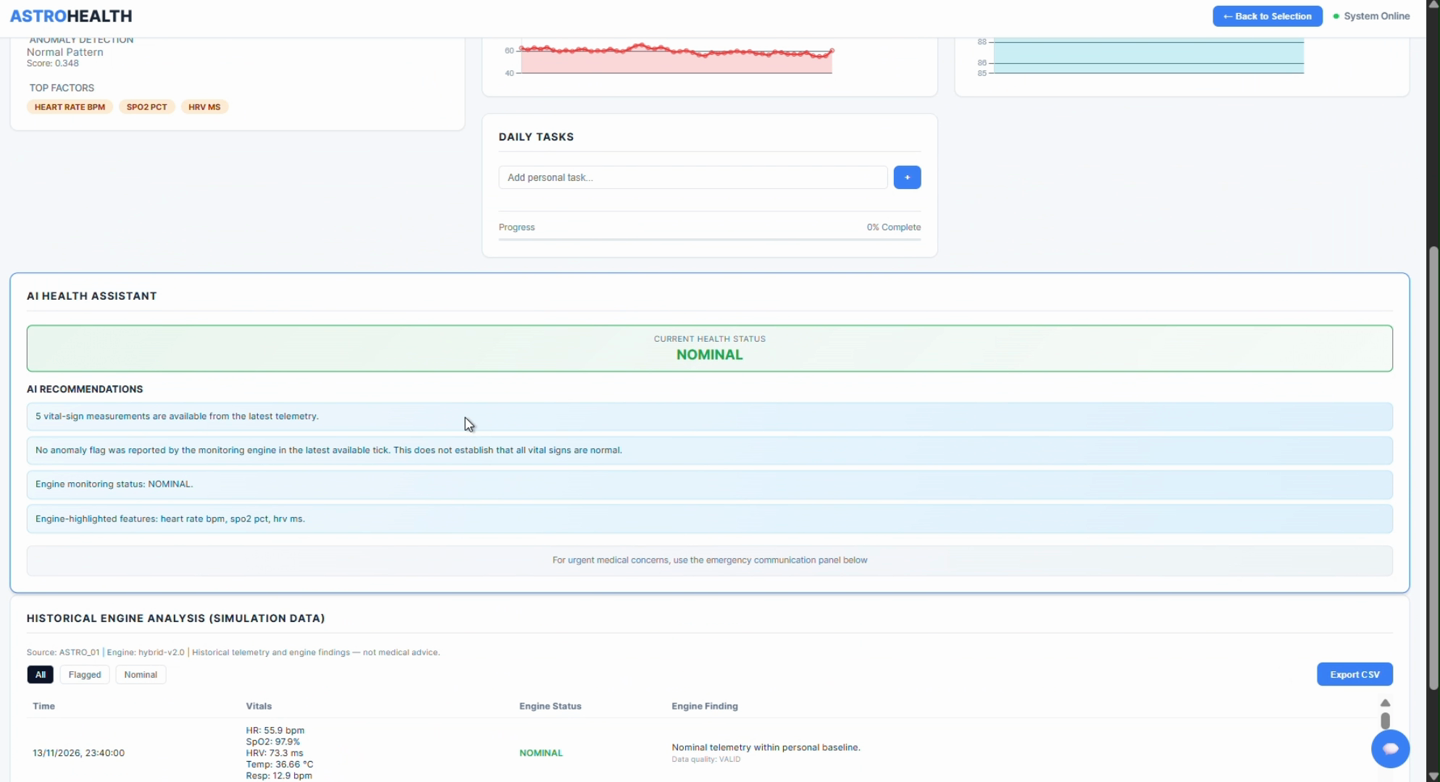 ASTROHEALTH
← Back to Selection
System Online
ANOMALY DETECTION
Normal Pattern
Score: 0.348
TOP FACTORS
HEART RATE BPM
SPO2 PCT
HRV MS
60
40
88
86
85
DAILY TASKS
Add personal task...
+
Progress
0% Complete
AI HEALTH ASSISTANT
CURRENT HEALTH STATUS
NOMINAL
AI RECOMMENDATIONS
5 vital-sign measurements are available from the latest telemetry.
No anomaly flag was reported by the monitoring engine in the latest available tick. This does not establish that all vital signs are normal.
Engine monitoring status: NOMINAL.
Engine-highlighted features: heart rate bpm, spo2 pct, hrv ms.
For urgent medical concerns, use the emergency communication panel below
HISTORICAL ENGINE ANALYSIS (SIMULATION DATA)
Source: ASTRO_01 | Engine: hybrid-v2.0 | Historical telemetry and engine findings — not medical advice.
All
Flagged
Nominal
Export CSV
Time
Vitals
Engine Status
Engine Finding
13/11/2026, 23:40:00
HR: 55.9 bpm
SpO2: 97.9%
HRV: 73.3 ms
Temp: 36.66 °C
Resp: 12.9 bpm
NOMINAL
Nominal telemetry within personal baseline.
Data quality: VALID